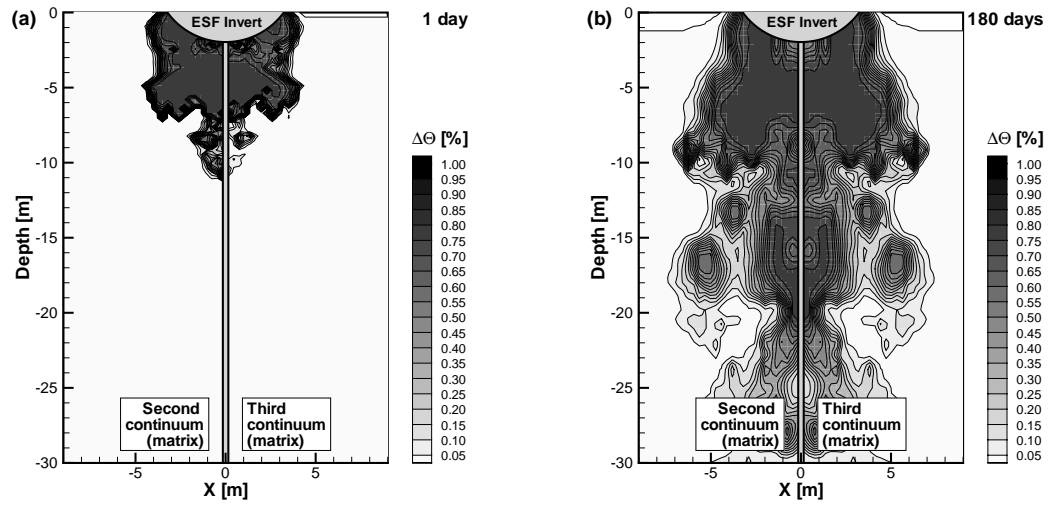 (a)
ESF Invert
1 day
0
-5
-10
-15
-20
-25
-30
Depth [m]
-5 0 5
X [m]
Second
continuum
(matrix)
Third
continuum
(matrix)
ΔΘ [%]
1.00
0.95
0.90
0.85
0.80
0.75
0.70
0.65
0.60
0.55
0.50
0.45
0.40
0.35
0.30
0.25
0.20
0.15
0.10
0.05
(b)
ESF Invert
180 days
0
-5
-10
-15
-20
-25
-30
Depth [m]
-5 0 5
X [m]
Second
continuum
(matrix)
Third
continuum
(matrix)
ΔΘ [%]
1.00
0.95
0.90
0.85
0.80
0.75
0.70
0.65
0.60
0.55
0.50
0.45
0.40
0.35
0.30
0.25
0.20
0.15
0.10
0.05